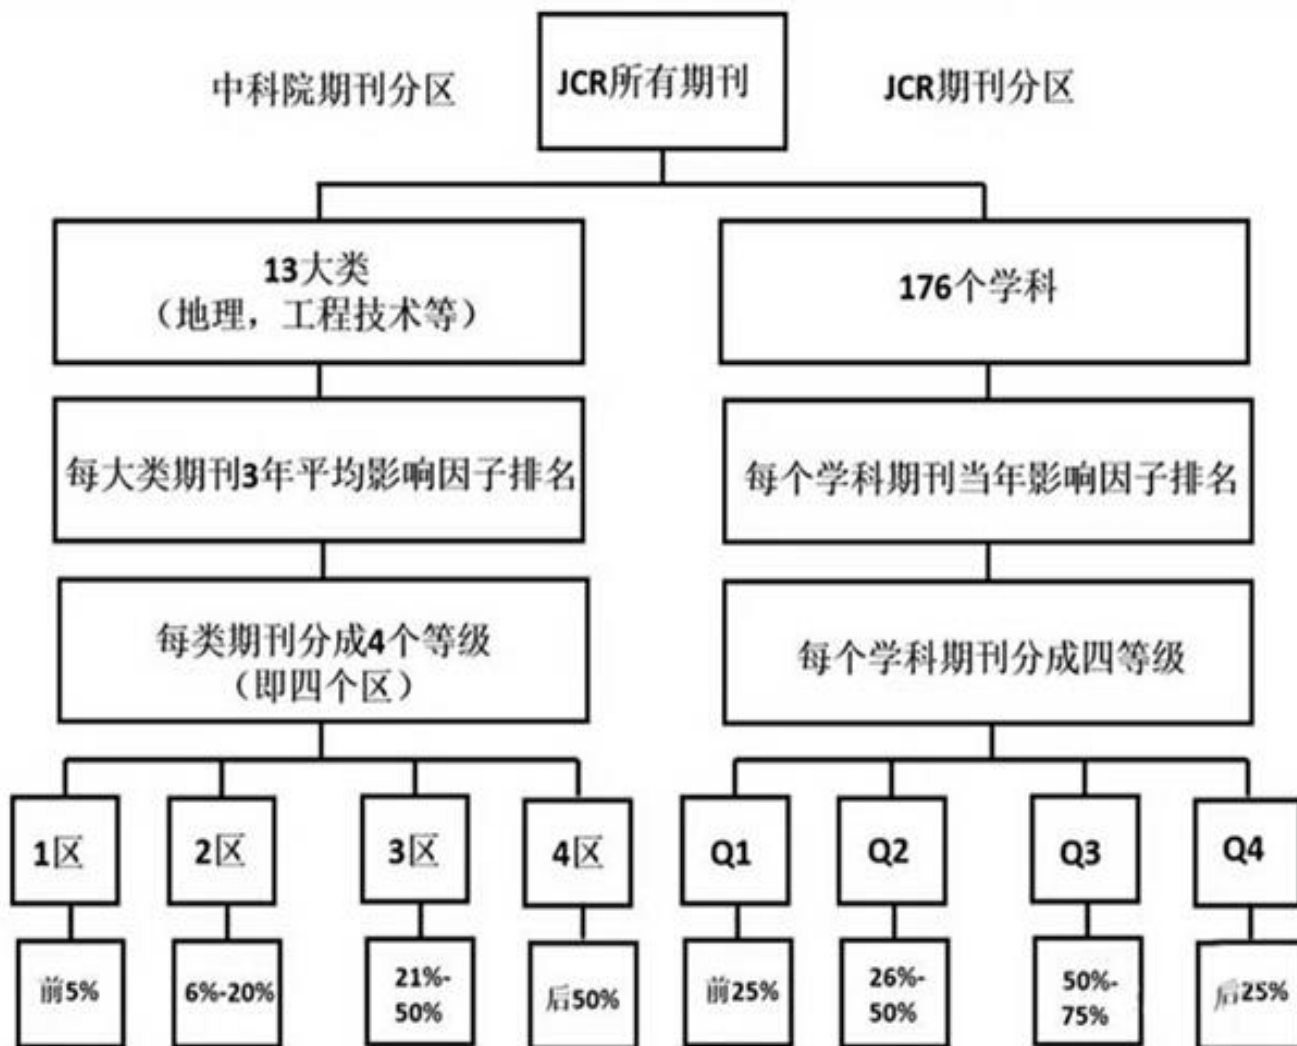 中科院期刊分区
JCR所有期刊
JCR期刊分区
13大类
（地理，工程技术等）
176个学科
每大类期刊3年平均影响因子排名
每个学科期刊当年影响因子排名
每类期刊分成4个等级
（即四个区）
每个学科期刊分成四等级
1区
2区
3区
4区
Q1
Q2
Q3
Q4
前5%
6%-20%
21%-
50%
后50%
前25%
26%-
50%
50%-
75%
后25%